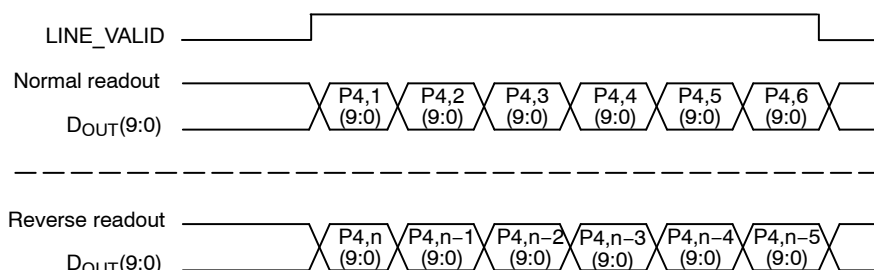 LINE_VALID
Normal readout
P4,1 P4,2 P4,3 P4,4 P4,5 P4,6
(9:0) (9:0) (9:0) (9:0) (9:0) (9:0)
DOUT(9:0)
Reverse readout
P4,n P4,n−1 P4,n−2 P4,n−3 P4,n−4 P4,n−5
(9:0) (9:0) (9:0) (9:0) (9:0) (9:0)
DOUT(9:0)